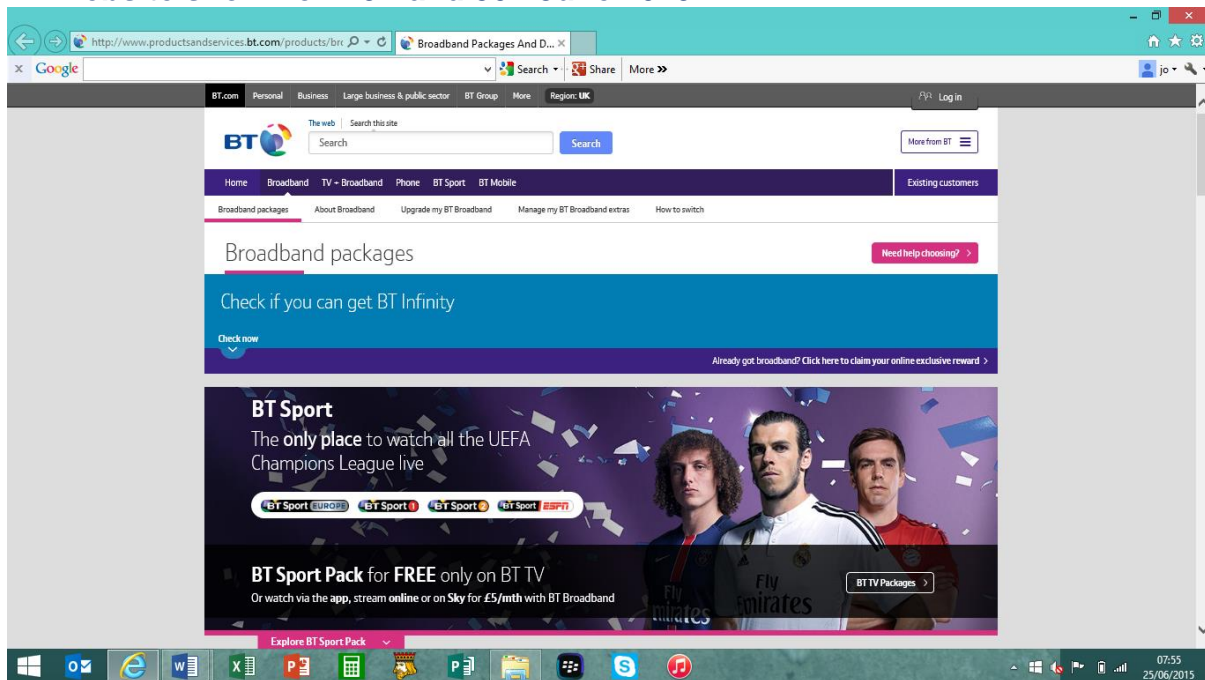 http://www.productsandservices.bt.com/products/br
Broadband Packages And D...
x Google
Search
Share
More »
jo
BT.com Personal Business Large business & public sector BT Group More Region: UK
Log in
The web Search this site
BT
Search
Search
More from BT
Home Broadband TV + Broadband Phone BT Sport BT Mobile
Existing customers
Broadband packages About Broadband Upgrade my BT Broadband Manage my BT Broadband extras How to switch
Broadband packages
Need help choosing? >
Check if you can get BT Infinity
Check now
Already got broadband? Click here to claim your online exclusive reward >
BT Sport
The only place to watch all the UEFA
Champions League live
BT Sport EUROPE BT Sport 1 BT Sport 2 BT Sport ESPN
BT Sport Pack for FREE only on BT TV
Or watch via the app, stream online or on Sky for £5/mth with BT Broadband
BT TV Packages >
Fly
Emirates
Explore BT Sport Pack
07:55
25/06/2015